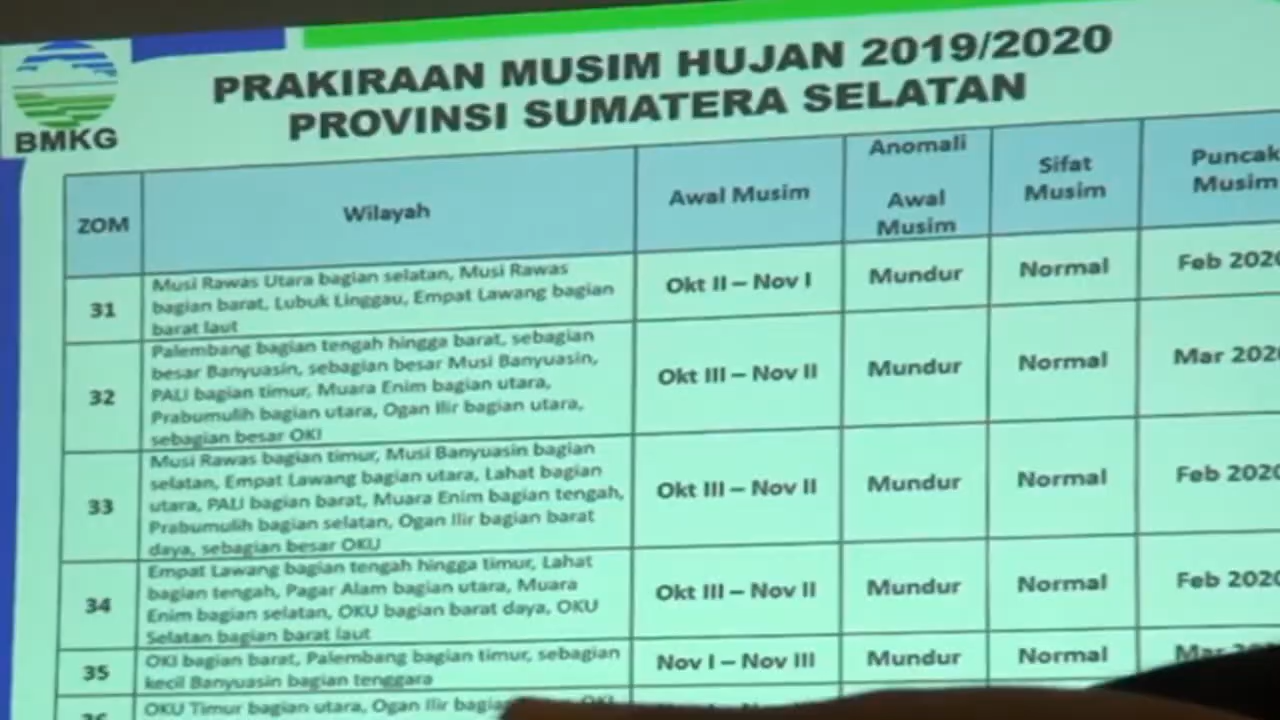 BMKG
PRAKIRAAN MUSIM HUJAN 2019/2020
PROVINSI SUMATERA SELATAN
ZOM
Wilayah
Awal Musim
Anomali
Awal
Musim
Sifat
Musim
Puncak
Musim
31
Musi Rawas Utara bagian selatan, Musi Rawas
bagian barat, Lubuk Linggau, Empat Lawang bagian
barat laut
Okt II – Nov I
Mundur
Normal
Feb 2020
32
Palembang bagian tengah hingga barat, sebagian
besar Banyuasin, sebagian besar Musi Banyuasin,
PALI bagian timur, Muara Enim bagian utara,
Prabumulih bagian utara, Ogan Ilir bagian utara,
sebagian besar OKI
Okt III – Nov II
Mundur
Normal
Mar 2020
33
Musi Rawas bagian timur, Musi Banyuasin bagian
selatan, Empat Lawang bagian utara, Lahat bagian
utara, PALI bagian barat, Muara Enim bagian tengah,
Prabumulih bagian selatan, Ogan Ilir bagian barat
daya, sebagian besar OKU
Okt III – Nov II
Mundur
Normal
Feb 2020
34
Empat Lawang bagian tengah hingga timur, Lahat
bagian tengah, Pagar Alam bagian utara, Muara
Enim bagian selatan, OKU bagian barat daya, OKU
Selatan bagian barat laut
Okt III – Nov II
Mundur
Normal
Feb 2020
35
OKI bagian barat, Palembang bagian timur, sebagian
kecil Banyuasin bagian tenggara
Nov I – Nov III
Mundur
Normal
Mar
OKU Timur bagian utara, Ogan Ilir